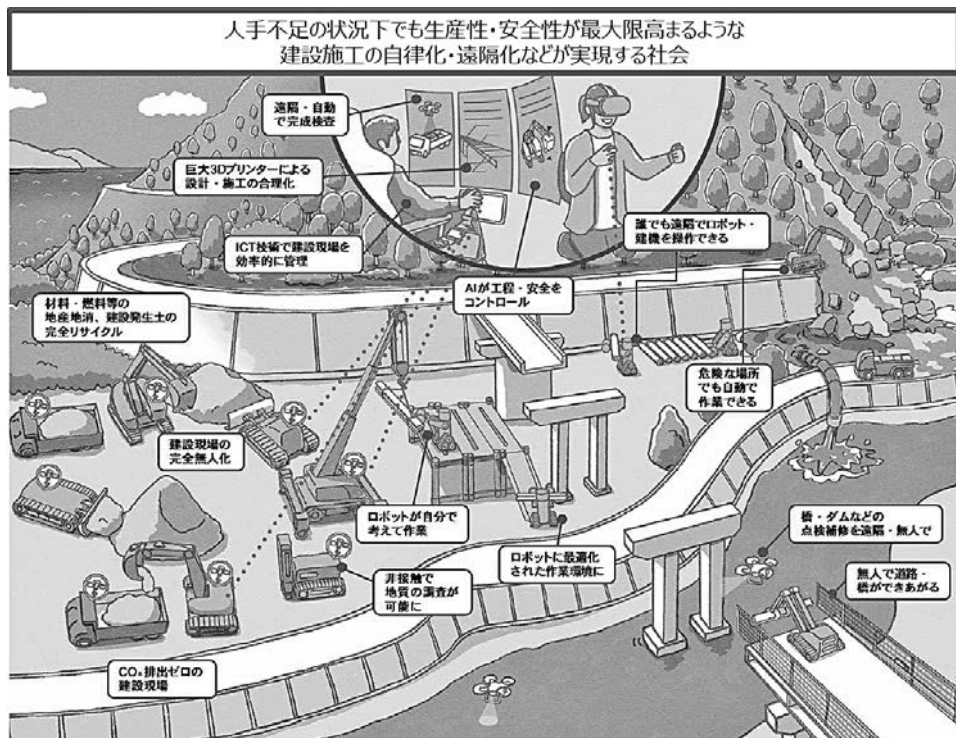 人手不足の状況下でも生産性・安全性が最大限高まるような
建設施工の自律化・遠隔化などが実現する社会
遠隔・自動
で完成検査
巨大3Dプリンターによる
設計・施工の合理化
ICT技術で建設現場を
効率的に管理
誰でも遠隔でロボット・
建機を操作できる
AIが工程・安全を
コントロール
材料・燃料等の
地産地消、建設発生土の
完全リサイクル
危険な場所
でも自動で
作業できる
建設現場の
完全無人化
ロボットが自分で
考えて作業
ロボットに最適化
された作業環境に
橋・ダムなどの
点検補修を遠隔・無人で
非接触で
地質の調査が
可能に
無人で道路・
橋ができあがる
CO₂排出ゼロの
建設現場